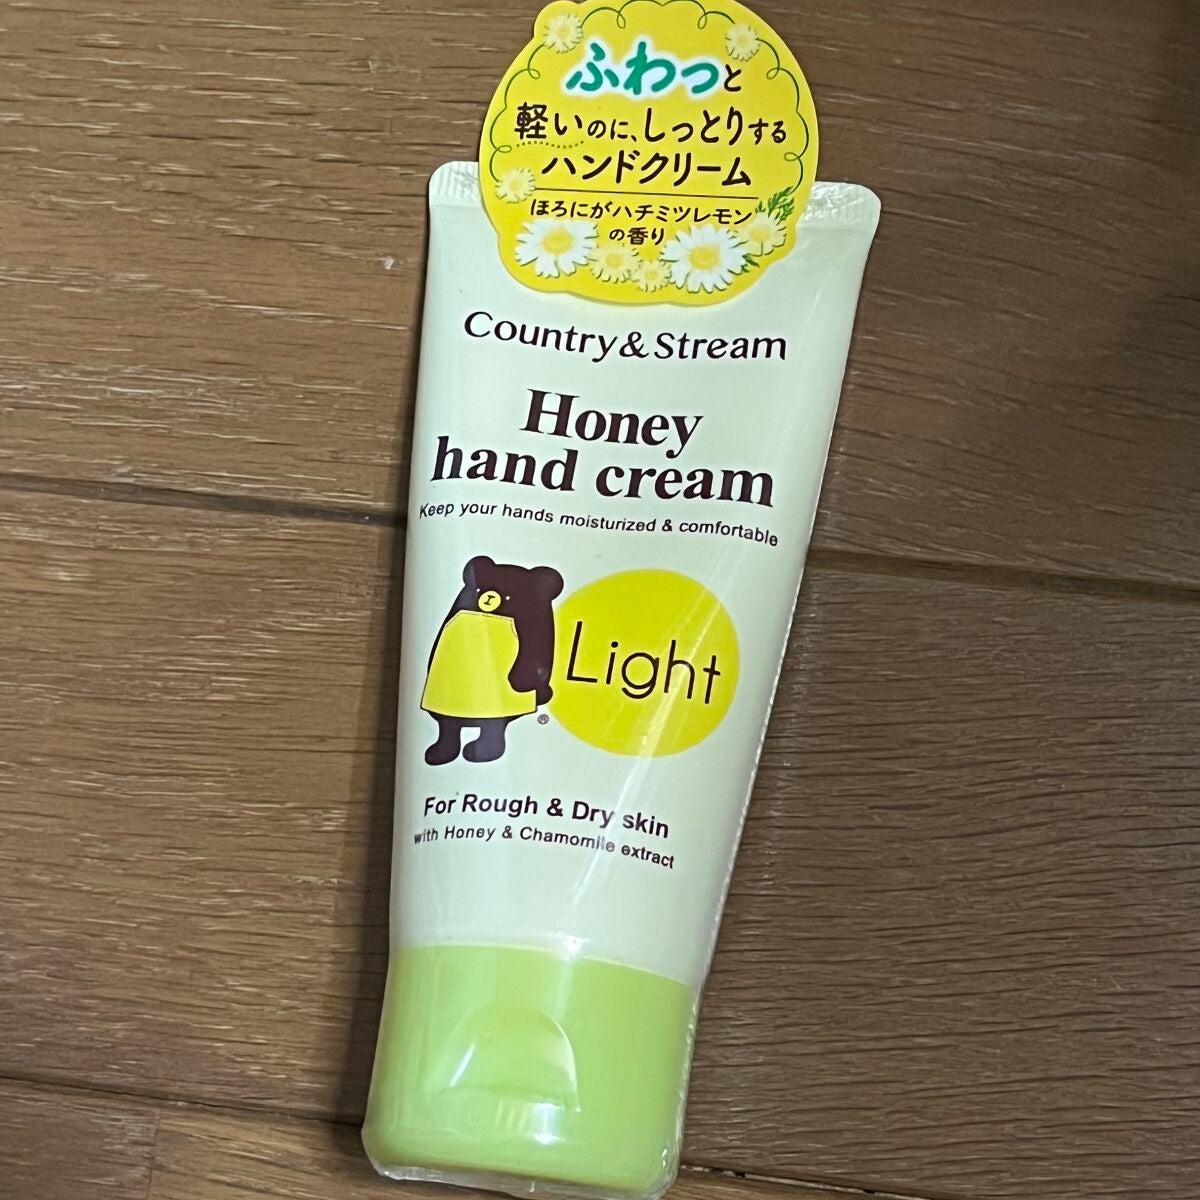 ふわっと
軽いのに、しっとりする
ハンドクリーム
ほろにがハチミツレモン
の香り
Country & Stream
Honey
hand cream
Keep your hands moisturized & comfortable
Light
®
For Rough & Dry skin
with Honey & Chamomile extract